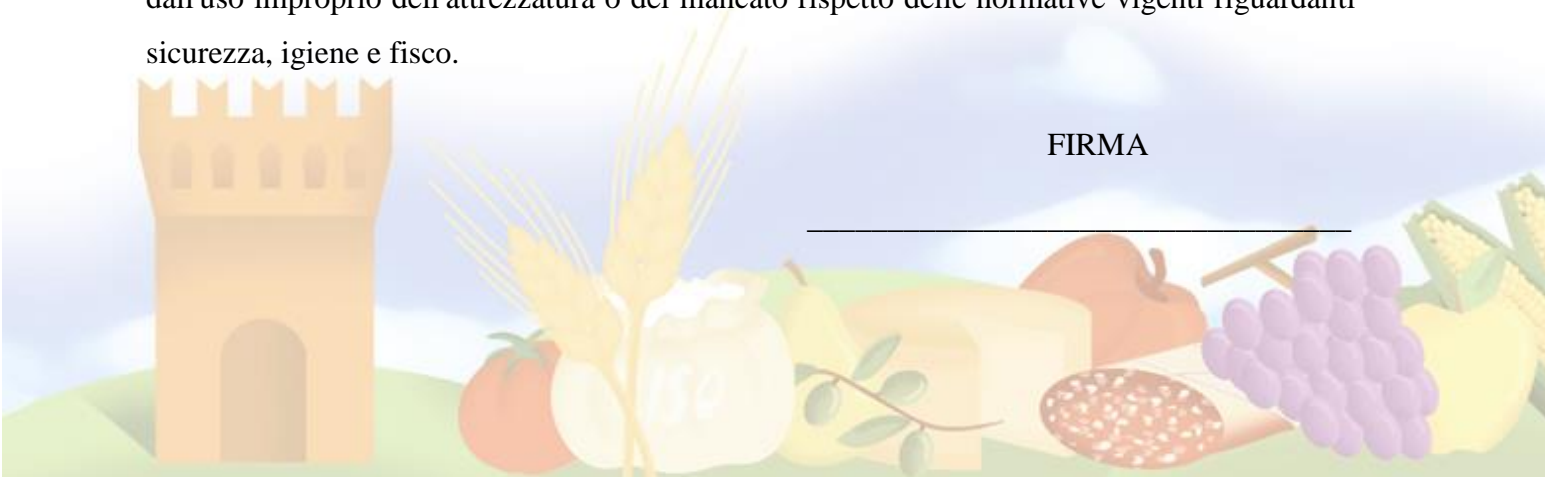 dall'uso improprio dell'attrezzatura o del mancato rispetto delle normative vigenti riguardanti
sicurezza, igiene e fisco.
FIRMA